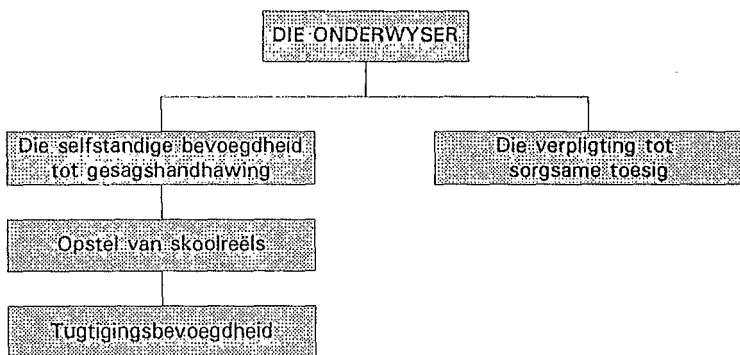 DIE ONDERWYSER
Die selfstandige bevoegdheid
tot gesagshandhawing
Die verpligting tot
sorgsame toesig
Opstel van skoolreëls
Tugtigingsbevoegdheid